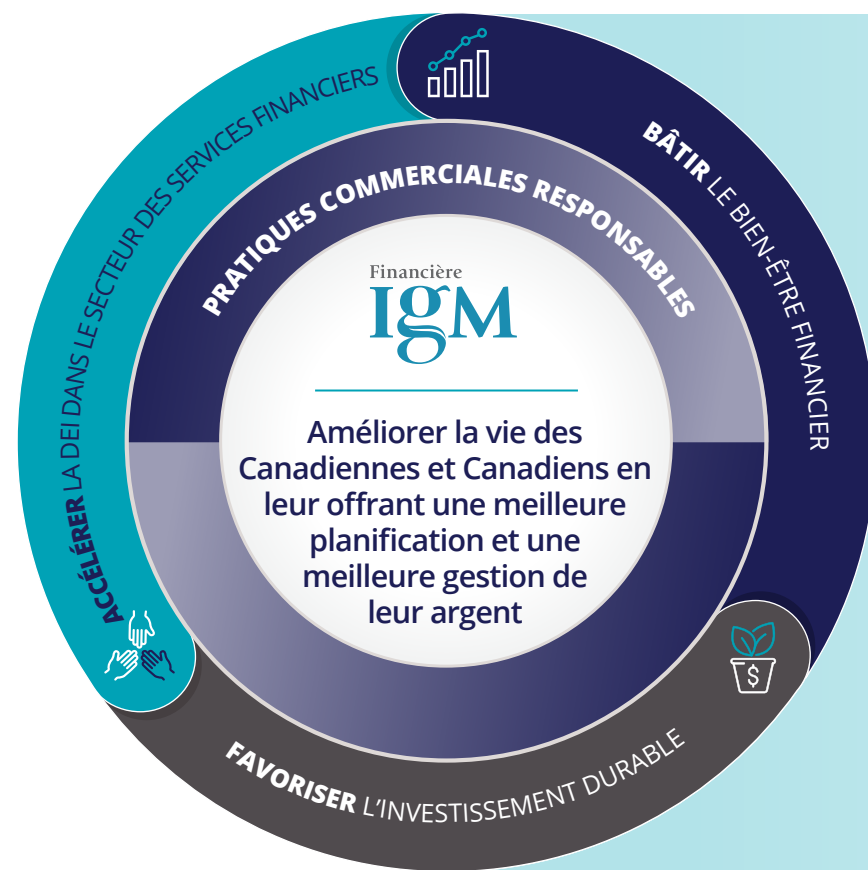 ACCÉLÉRER LA DEI DANS LE SECTEUR DES SERVICES FINANCIERS
BÂTIR LE BIEN-ÊTRE FINANCIER
PRATIQUES COMMERCIALES RESPONSABLES
Financière
IgM
Améliorer la vie des
Canadiennes et Canadiens en
leur offrant une meilleure
planification et une
meilleure gestion de
leur argent
$
FAVORISER L'INVESTISSEMENT DURABLE